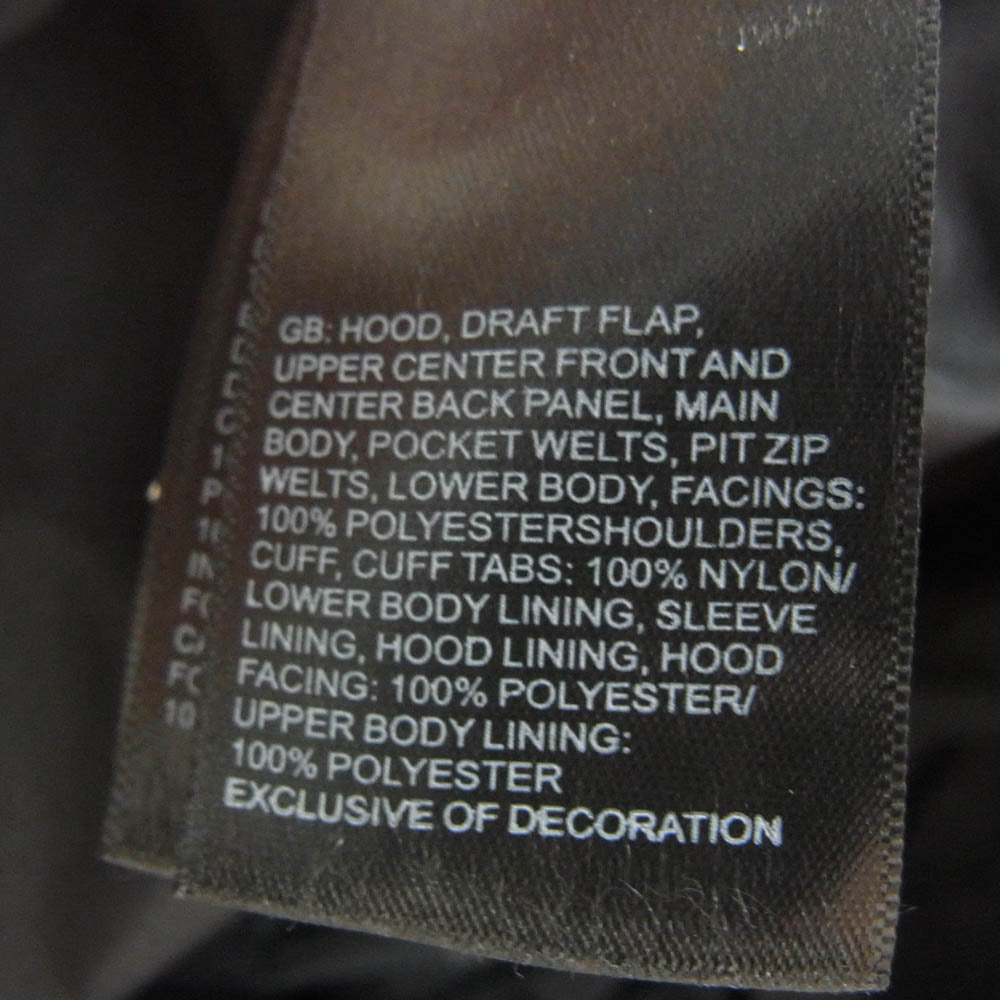 GB: HOOD, DRAFT FLAP,
UPPER CENTER FRONT AND
CENTER BACK PANEL, MAIN
BODY, POCKET WELTS, PIT ZIP
WELTS, LOWER BODY, FACINGS:
100% POLYESTERSHOULDERS,
CUFF, CUFF TABS: 100% NYLON/
LOWER BODY LINING, SLEEVE
LINING, HOOD LINING, HOOD
FACING: 100% POLYESTER/
UPPER BODY LINING:
100% POLYESTER
EXCLUSIVE OF DECORATION